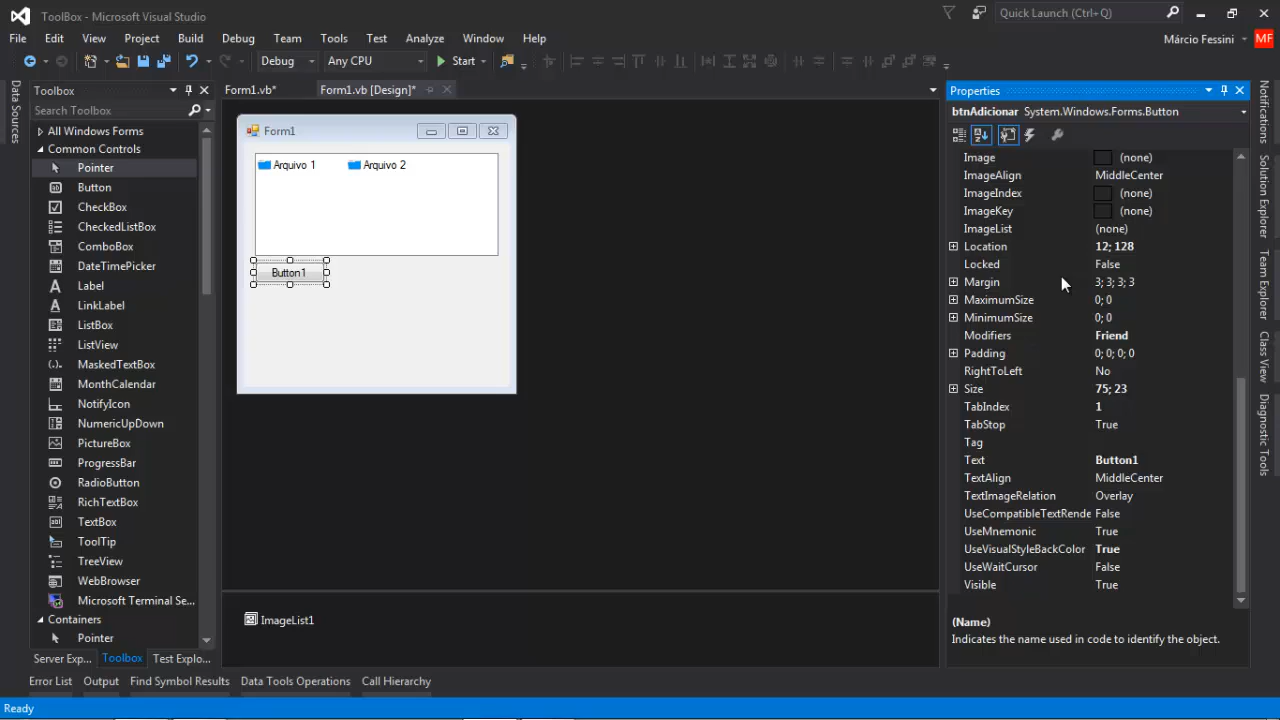 ToolBox - Microsoft Visual Studio
Quick Launch (Ctrl+Q)
File Edit View Project Build Debug Team Tools Test Analyze Window Help
Márcio Fessini MF
Debug Any CPU Start
Data Sources
Toolbox
Search Toolbox
All Windows Forms
Common Controls
Pointer
Button
CheckBox
CheckedListBox
ComboBox
DateTimePicker
Label
LinkLabel
ListBox
ListView
MaskedTextBox
MonthCalendar
NotifyIcon
NumericUpDown
PictureBox
ProgressBar
RadioButton
RichTextBox
TextBox
ToolTip
TreeView
WebBrowser
Microsoft Terminal Se...
Containers
Pointer
Server Exp... Toolbox Test Explo...
Form1.vb* Form1.vb [Design]*
Form1
Arquivo 1 Arquivo 2
Button1
ImageList1
Properties
btnAdicionar System.Windows.Forms.Button
Image (none)
ImageAlign MiddleCenter
ImageIndex (none)
ImageKey (none)
ImageList (none)
Location 12; 128
Locked False
Margin 3; 3; 3; 3
MaximumSize 0; 0
MinimumSize 0; 0
Modifiers Friend
Padding 0; 0; 0; 0
RightToLeft No
Size 75; 23
TabIndex 1
TabStop True
Tag
Text Button1
TextAlign MiddleCenter
TextImageRelation Overlay
UseCompatibleTextRende False
UseMnemonic True
UseVisualStyleBackColor True
UseWaitCursor False
Visible True
(Name)
Indicates the name used in code to identify the object.
Notifications
Solution Explorer
Team Explorer
Class View
Diagnostic Tools
Error List Output Find Symbol Results Data Tools Operations Call Hierarchy
Ready